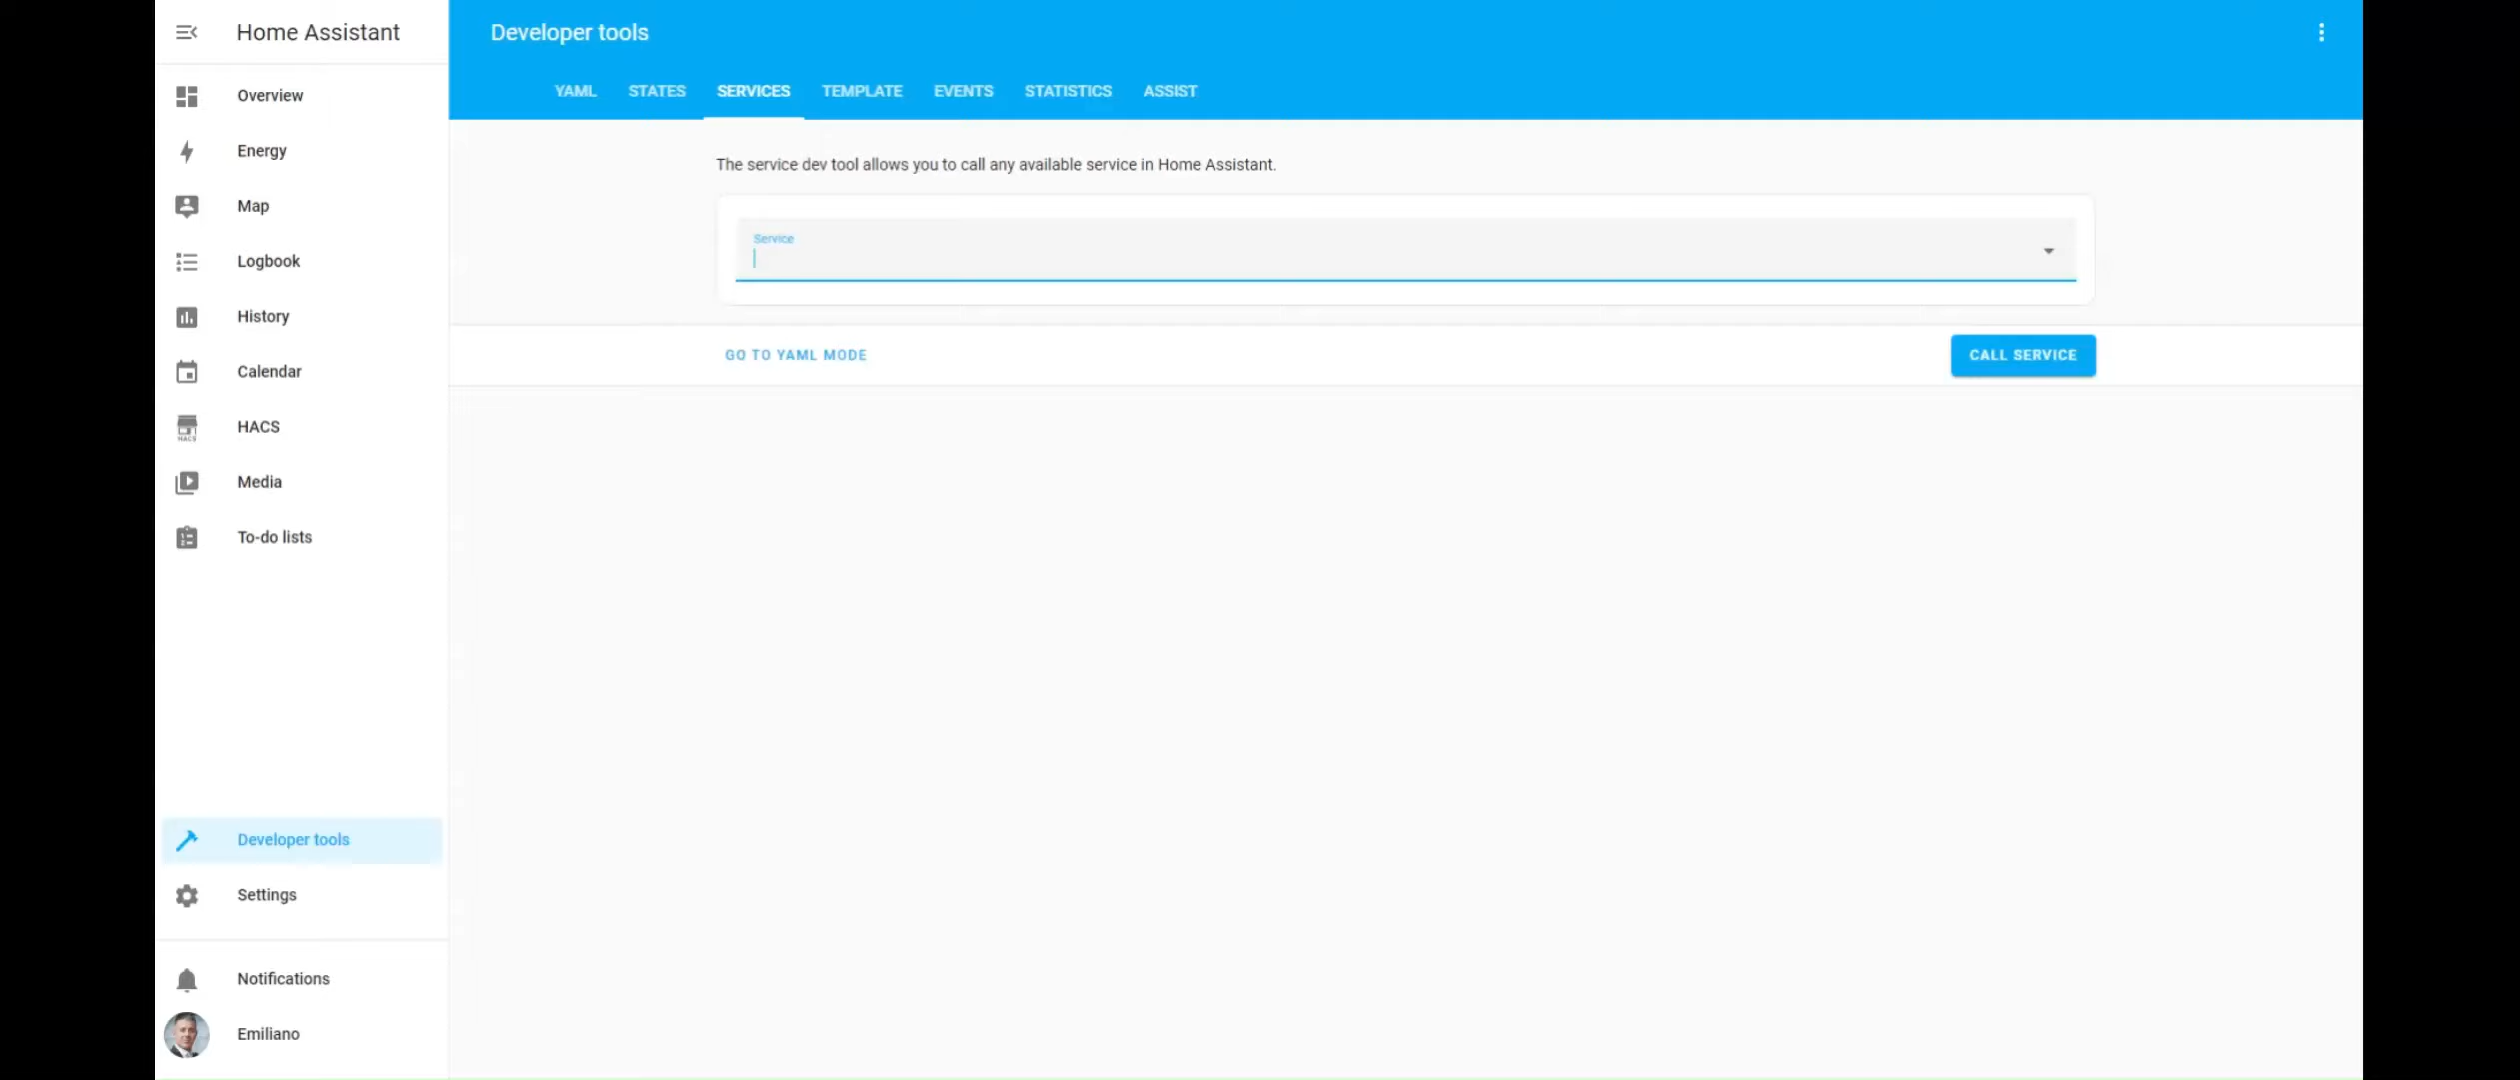 Home Assistant
Overview
Energy
Map
Logbook
History
Calendar
HACS
HACS
Media
To-do lists
Developer tools
Settings
Notifications
Emiliano
Developer tools
YAML STATES SERVICES TEMPLATE EVENTS STATISTICS ASSIST
The service dev tool allows you to call any available service in Home Assistant.
Service
GO TO YAML MODE
CALL SERVICE